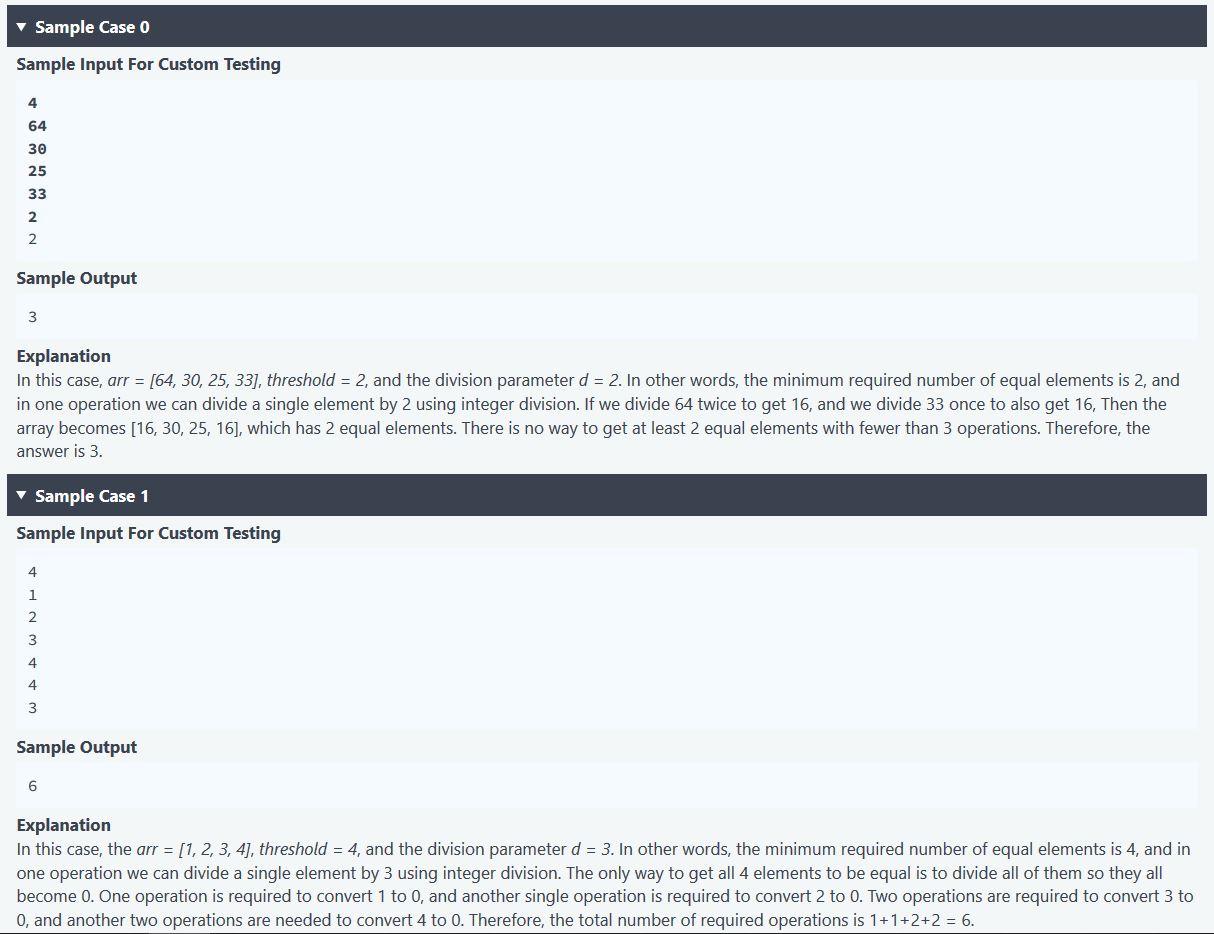 Sample Case 0
Sample Input For Custom Testing
4
64
30
25
33
2
2
Sample Output
3
Explanation
In this case, arr = [64, 30, 25, 33], threshold = 2, and the division parameter d = 2. In other words, the minimum required number of equal elements is 2, and
in one operation we can divide a single element by 2 using integer division. If we divide 64 twice to get 16, and we divide 33 once to also get 16, Then the
array becomes [16, 30, 25, 16], which has 2 equal elements. There is no way to get at least 2 equal elements with fewer than 3 operations. Therefore, the
answer is 3.
Sample Case 1
Sample Input For Custom Testing
4
1
2
3
4
4
3
Sample Output
6
Explanation
In this case, the arr = [1, 2, 3, 4], threshold = 4, and the division parameter d = 3. In other words, the minimum required number of equal elements is 4, and in
one operation we can divide a single element by 3 using integer division. The only way to get all 4 elements to be equal is to divide all of them so they all
become 0. One operation is required to convert 1 to 0, and another single operation is required to convert 2 to 0. Two operations are required to convert 3 to
0, and another two operations are needed to convert 4 to 0. Therefore, the total number of required operations is 1+1+2+2 = 6.